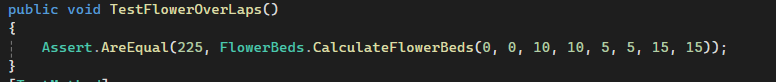 public void TestFlowerOverLaps()
{
Assert.AreEqual(225, FlowerBeds.CalculateFlowerBeds(0, 0, 10, 10, 5, 5, 15, 15));
}